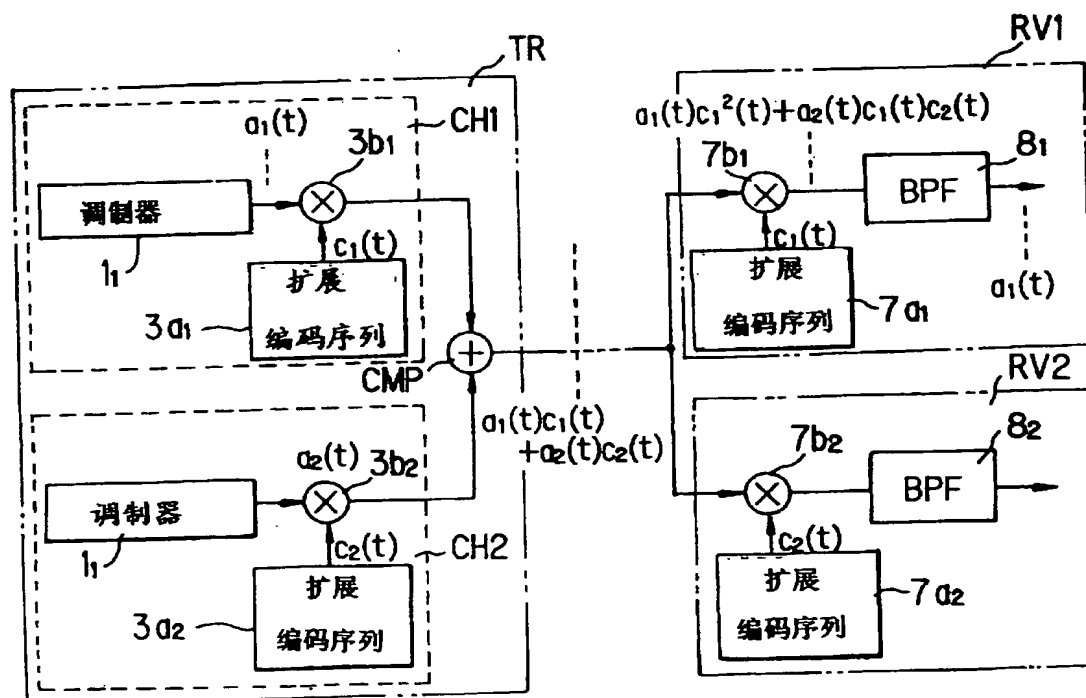 TR
RV1
a₁(t)
CH1
3b₁
调制器
1₁
c₁(t)
扩展
编码序列
3a₁
CMP
a₁(t)c₁(t)
+a₂(t)c₂(t)
a₂(t)
3b₂
调制器
1₁
c₂(t)
CH2
扩展
编码序列
3a₂
a₁(t)c₁²(t)+a₂(t)c₁(t)c₂(t)
7b₁
8₁
BPF
c₁(t)
扩展
编码序列
7a₁
a₁(t)
RV2
7b₂
8₂
BPF
c₂(t)
扩展
编码序列
7a₂